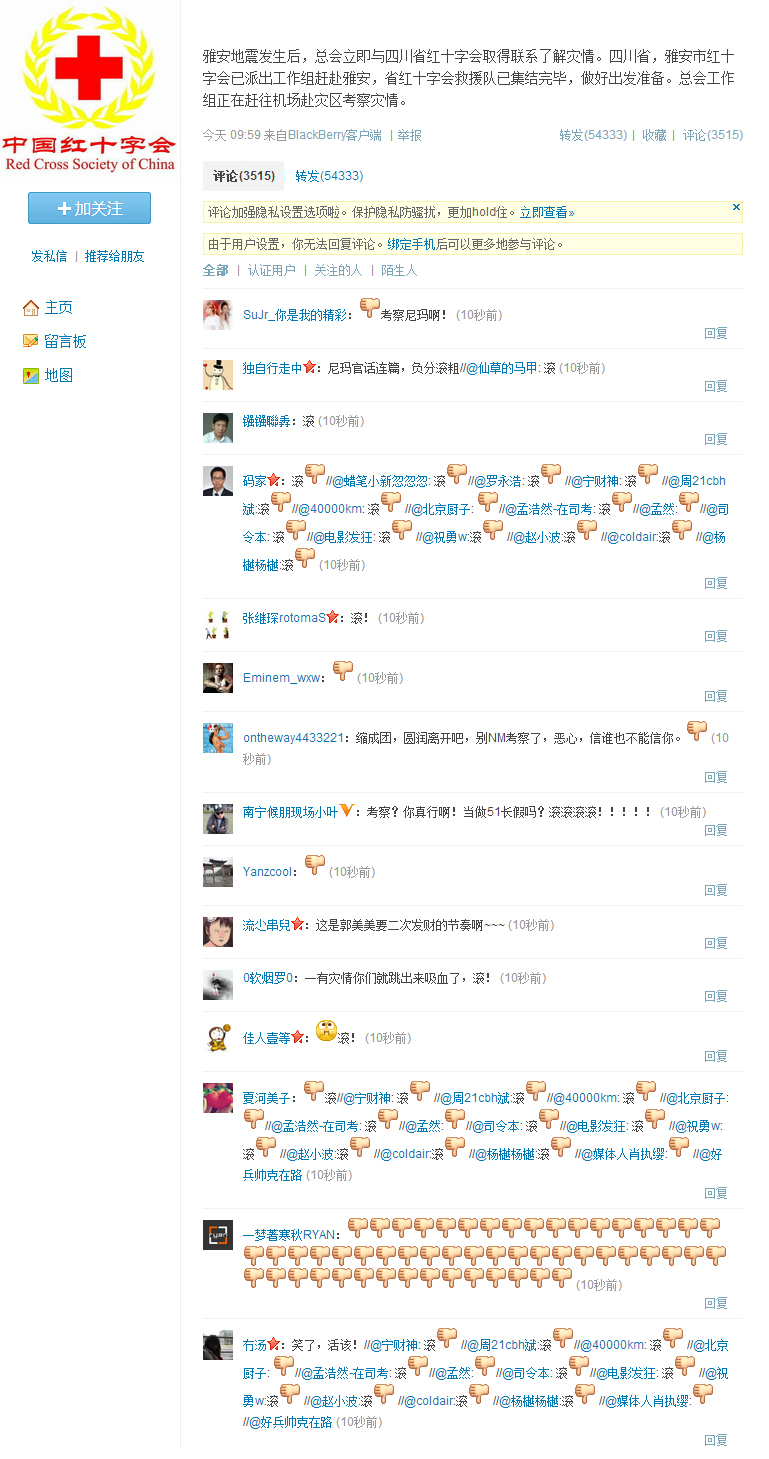 中国红十字会
Red Cross Society of China
加关注
发私信 | 推荐给朋友
主页
留言板
地图
雅安地震发生后，总会立即与四川省红十字会取得联系了解灾情。四川省，雅安市红十
字会已派出工作组赶赴雅安，省红十字会救援队已集结完毕，做好出发准备。总会工作
组正在赶往机场赴灾区考察灾情。
今天 09:59 来自BlackBerry客户端 | 举报 转发(54333) | 收藏 | 评论(3515)
评论(3515) 转发(54333)
评论加强隐私设置选项啦。保护隐私防骚扰，更加hold住。立即查看»
由于用户设置，你无法回复评论。绑定手机后可以更多地参与评论。
全部 | 认证用户 | 关注的人 | 陌生人
SuJr_你是我的精彩：考察尼玛啊！ (10秒前)
回复
独自行走中：尼玛官话连篇，负分滚粗//@仙草的马甲: 滚 (10秒前)
回复
：滚 (10秒前)
回复
码家：滚//@蜡笔小新忽忽忽: 滚//@罗永浩: 滚 //@宁财神: 滚 //@周21cbh
斌:滚//@40000km: 滚 //@北京厨子: //@孟浩然-在司考: 滚//@孟然://@司
令本: 滚//@电影发狂: 滚 //@祝勇w:滚 //@赵小波:滚 //@coldair:滚 //@杨
樾杨樾:滚 (10秒前)
回复
张维琛rotomaS：滚！ (10秒前)
回复
Eminem_wxw： (10秒前)
回复
ontheway4433221：缩成团，圆润离开吧，别NM考察了，恶心，信谁也不能信你。 (10
秒前)
回复
南宁候朋现场小叶：考察？你真行啊！当做51长假吗？滚滚滚滚！！！！！ (10秒前)
回复
Yanzcool： (10秒前)
回复
流尘串兒：这是郭美美要二次发财的节奏啊~~~ (10秒前)
回复
0软烟罗0：一有灾情你们就跳出来吸血了，滚！ (10秒前)
回复
佳人壹等：滚！ (10秒前)
回复
夏河美子：滚//@宁财神: 滚 //@周21cbh斌:滚//@40000km: 滚 //@北京厨子:
//@孟浩然-在司考: 滚//@孟然://@司令本: 滚//@电影发狂: 滚 //@祝勇w:
滚 //@赵小波:滚 //@coldair:滚 //@杨樾杨樾:滚 //@媒体人肖执缪: //@好
兵帅克在路 (10秒前)
回复
一梦著寒秋RYAN： (10秒前)
回复
冇汤：笑了，活该！//@宁财神: 滚 //@周21cbh斌:滚//@40000km: 滚 //@北京
厨子: //@孟浩然-在司考: 滚//@孟然://@司令本: 滚//@电影发狂: 滚 //@祝
勇w:滚 //@赵小波:滚 //@coldair:滚 //@杨樾杨樾:滚 //@媒体人肖执缪:
//@好兵帅克在路 (10秒前)
回复